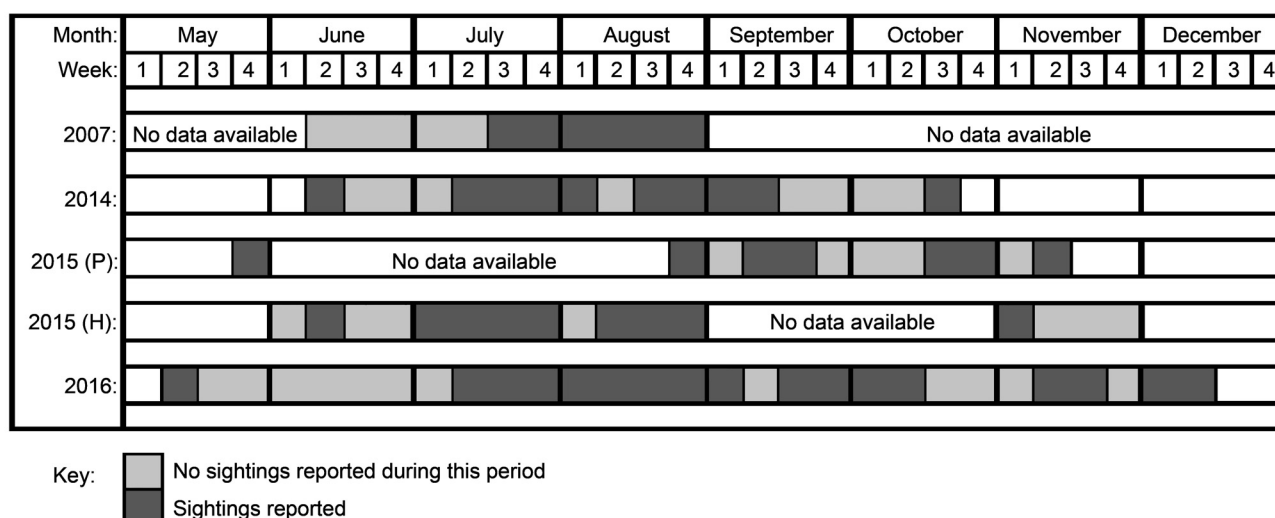 Month: May June July August September October November December
Week: 1 2 3 4 1 2 3 4 1 2 3 4 1 2 3 4 1 2 3 4 1 2 3 4 1 2 3 4 1 2 3 4
2007: No data available No data available
2014:
2015 (P): No data available
2015 (H): No data available
2016:
Key: No sightings reported during this period
Sightings reported